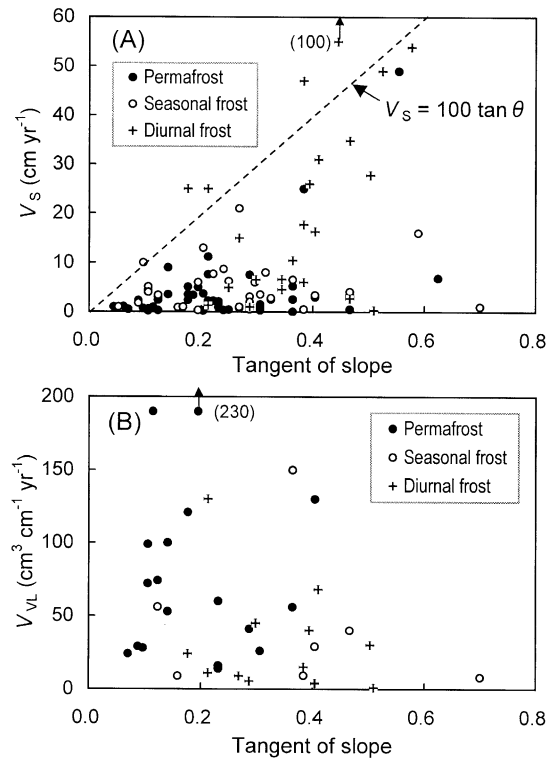 60
50
40
30
20
10
0
V_S (cm yr⁻¹)
(A)
Permafrost
Seasonal frost
Diurnal frost
(100)
V_S = 100 tan θ
0.0 0.2 0.4 0.6 0.8
Tangent of slope
200
150
100
50
0
V_VL (cm³ cm⁻¹ yr⁻¹)
(B)
(230)
Permafrost
Seasonal frost
Diurnal frost
0.0 0.2 0.4 0.6 0.8
Tangent of slope